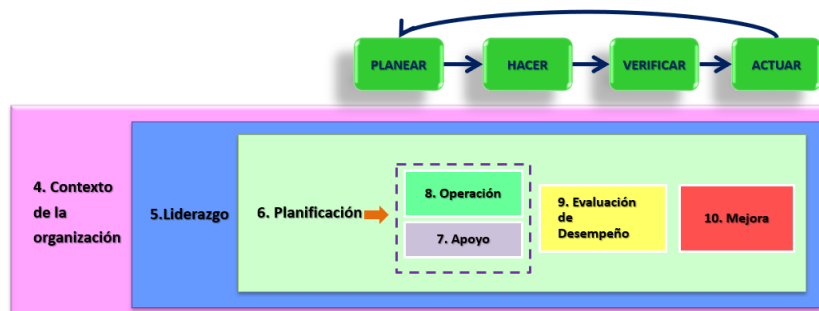 PLANEAR HACER VERIFICAR ACTUAR
4. Contexto
de la
organización
5.Liderazgo
6. Planificación
8. Operación
7. Apoyo
9. Evaluación
de
Desempeño
10. Mejora